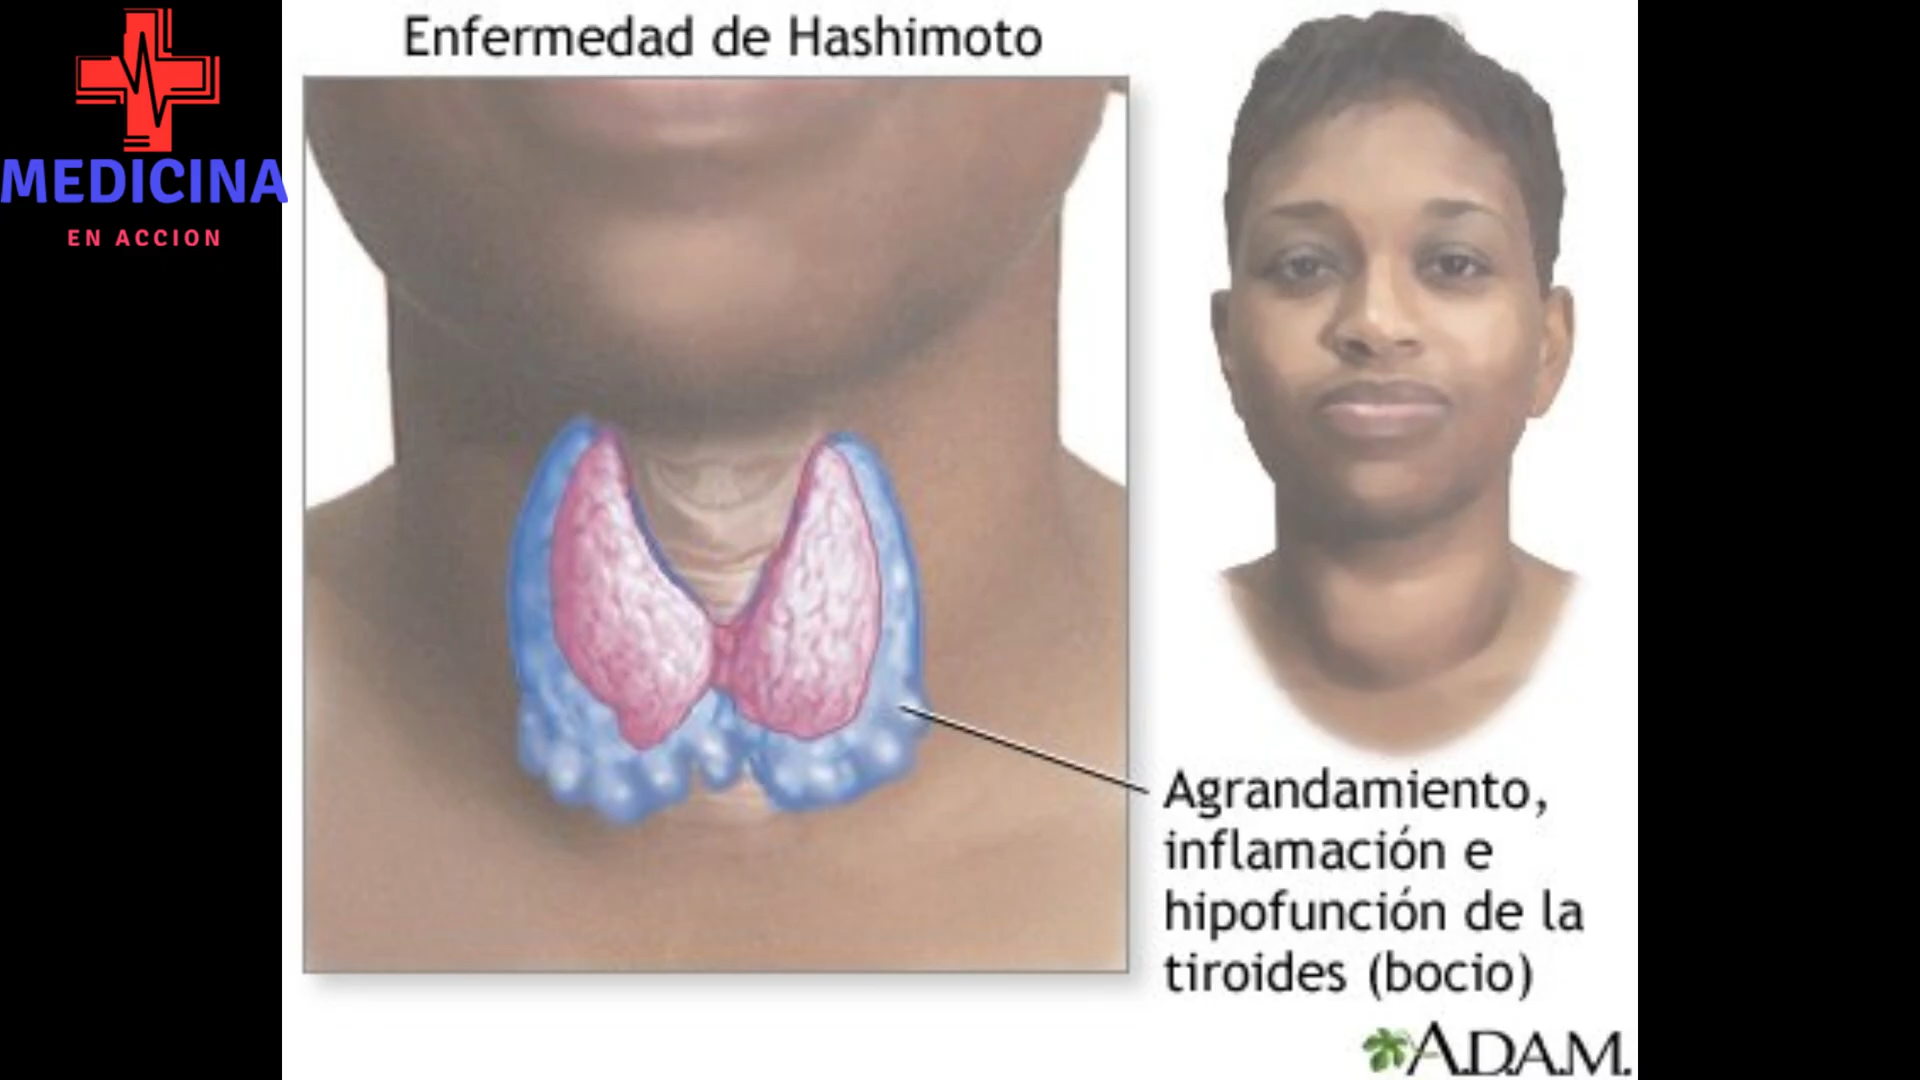 MEDICINA
EN ACCION
Enfermedad de Hashimoto
Agrandamiento,
inflamación e
hipofunción de la
tiroides (bocio)
A.D.A.M.